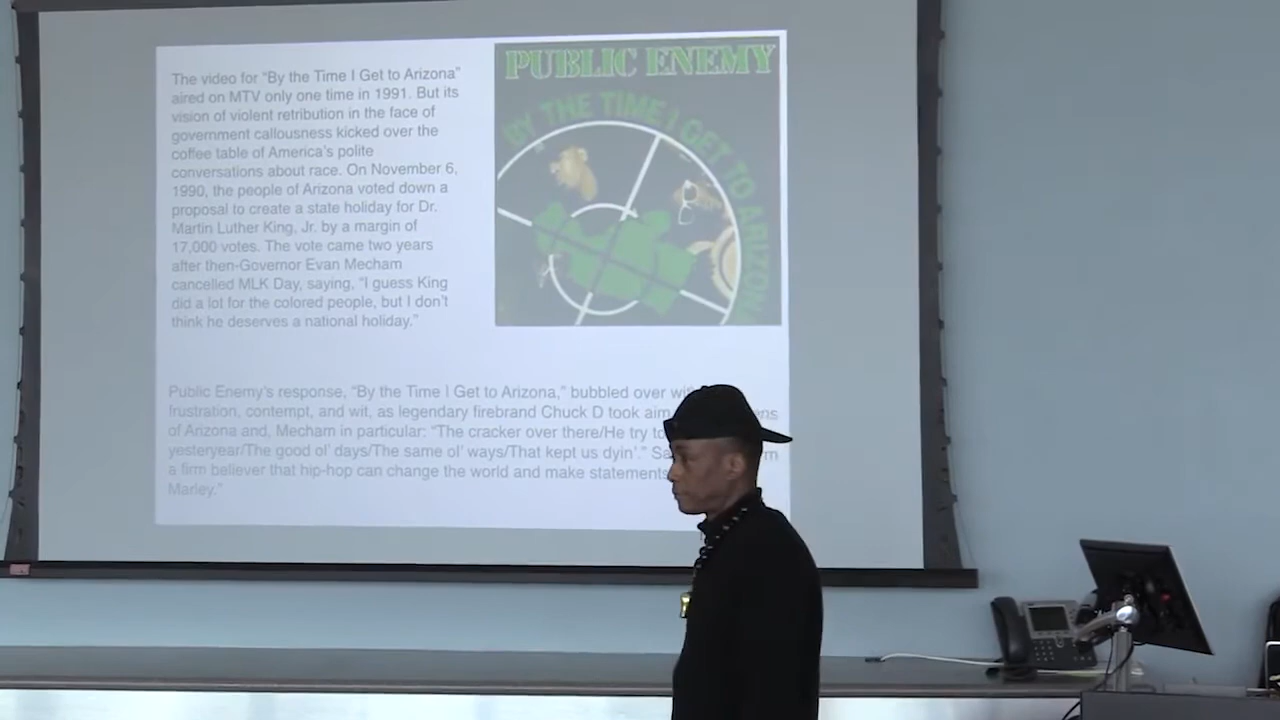 The video for “By the Time I Get to Arizona”
aired on MTV only one time in 1991. But its
vision of violent retribution in the face of
government callousness kicked over the
coffee table of America’s polite
conversations about race. On November 6,
1990, the people of Arizona voted down a
proposal to create a state holiday for Dr.
Martin Luther King, Jr. by a margin of
17,000 votes. The vote came two years
after then-Governor Evan Mecham
cancelled MLK Day, saying, “I guess King
did a lot for the colored people, but I don’t
think he deserves a national holiday.”
PUBLIC ENEMY
BY THE TIME I GET TO ARIZON
Public Enemy’s response, “By the Time I Get to Arizona,” bubbled over
frustration, contempt, and wit, as legendary firebrand Chuck D took aim
of Arizona and, Mecham in particular: “The cracker over there/He try
yesteryear/The good ol’ days/The same ol’ ways/That kept us dyin’.”
a firm believer that hip-hop can change the world and make statements
Marley.”